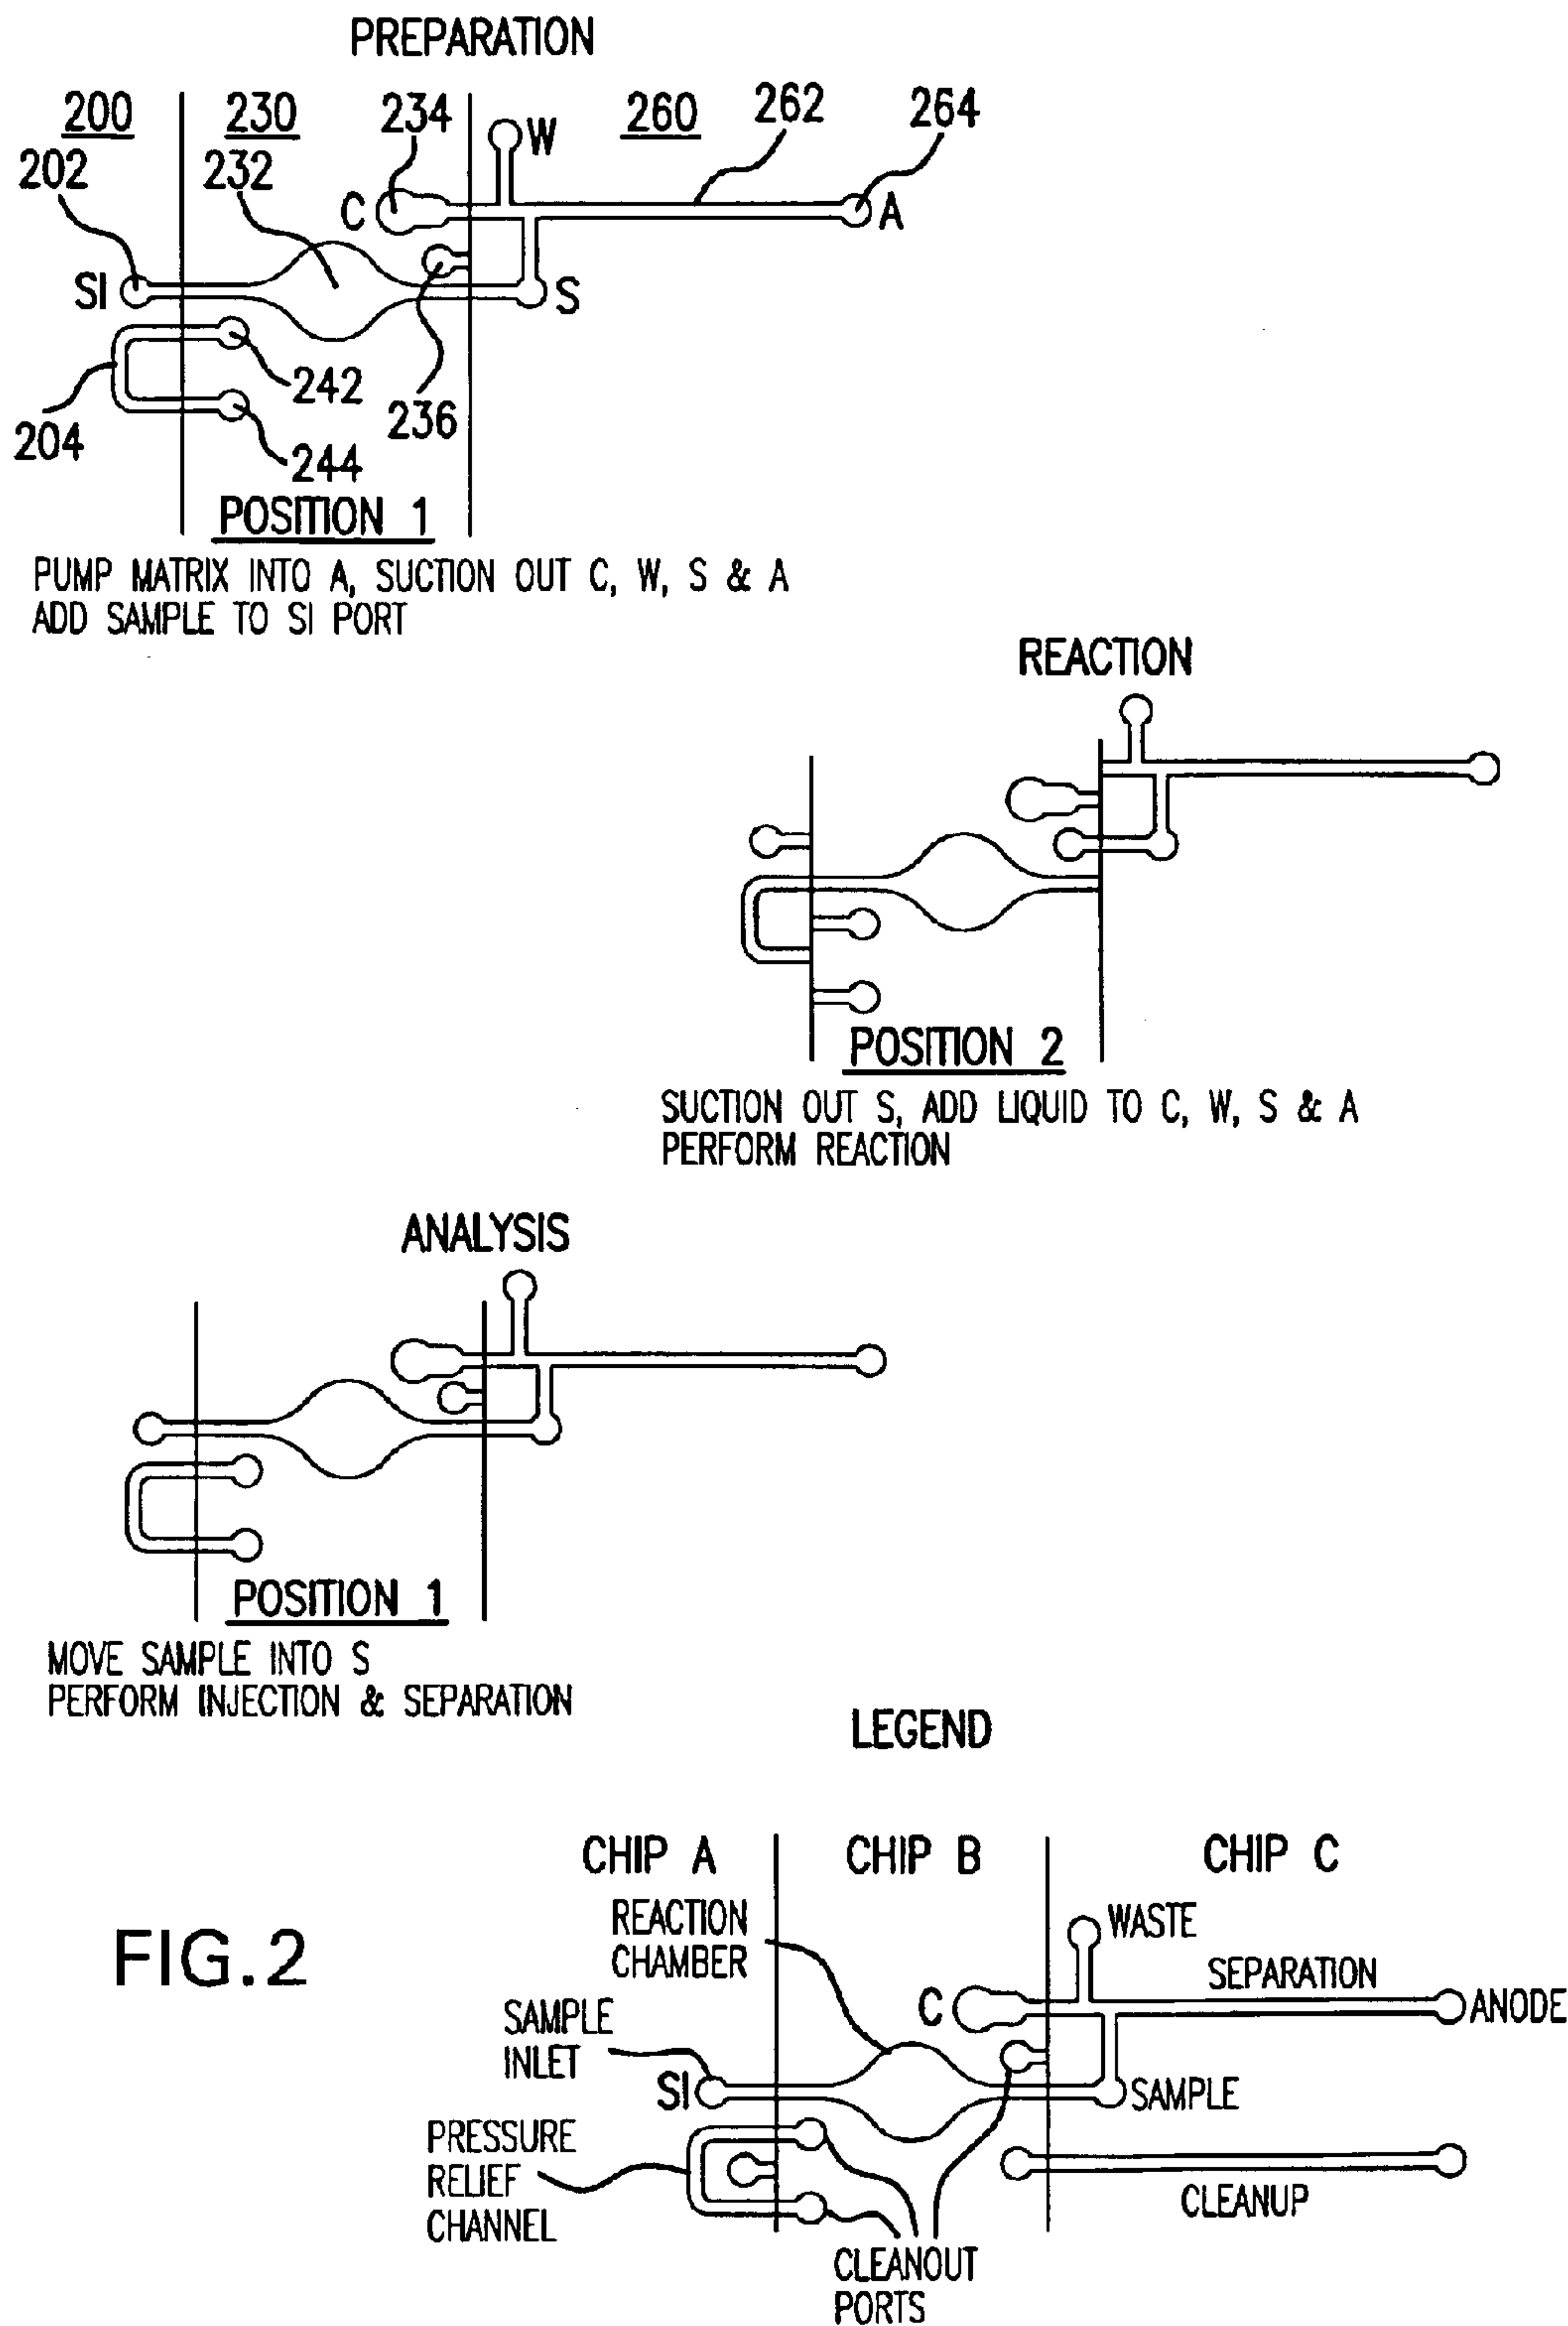 PREPARATION
200
230
234
W
260
262
264
202
232
C
A
SI
S
242
236
204
244
POSITION 1
PUMP MATRIX INTO A, SUCTION OUT C, W, S & A
ADD SAMPLE TO SI PORT
REACTION
POSITION 2
SUCTION OUT S, ADD LIQUID TO C, W, S & A
PERFORM REACTION
ANALYSIS
POSITION 1
MOVE SAMPLE INTO S
PERFORM INJECTION & SEPARATION
LEGEND
CHIP A
CHIP B
CHIP C
REACTION
CHAMBER
WASTE
SEPARATION
FIG.2
C
ANODE
SAMPLE
INLET
SI
SAMPLE
PRESSURE
RELIEF
CHANNEL
CLEANUP
CLEANOUT
PORTS